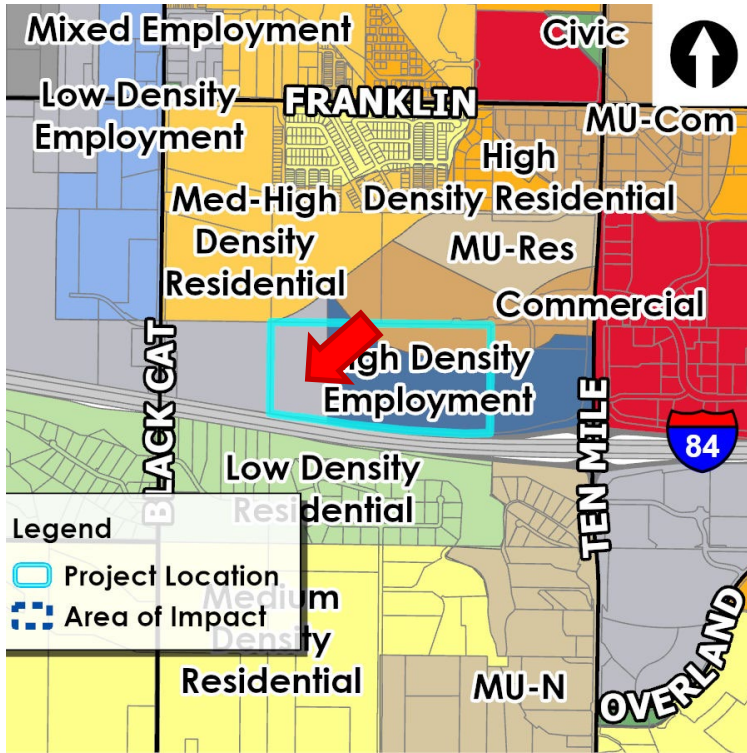 Mixed Employment
Civic
Low Density
Employment
FRANKLIN
MU-Com
High
Density Residential
Med-High
Density
Residential
MU-Res
Commercial
High Density
Employment
BLACK CAT
TEN MILE
84
Low Density
Residential
Legend
Project Location
Area of Impact
Medium
Density
Residential
MU-N
OVERLAND